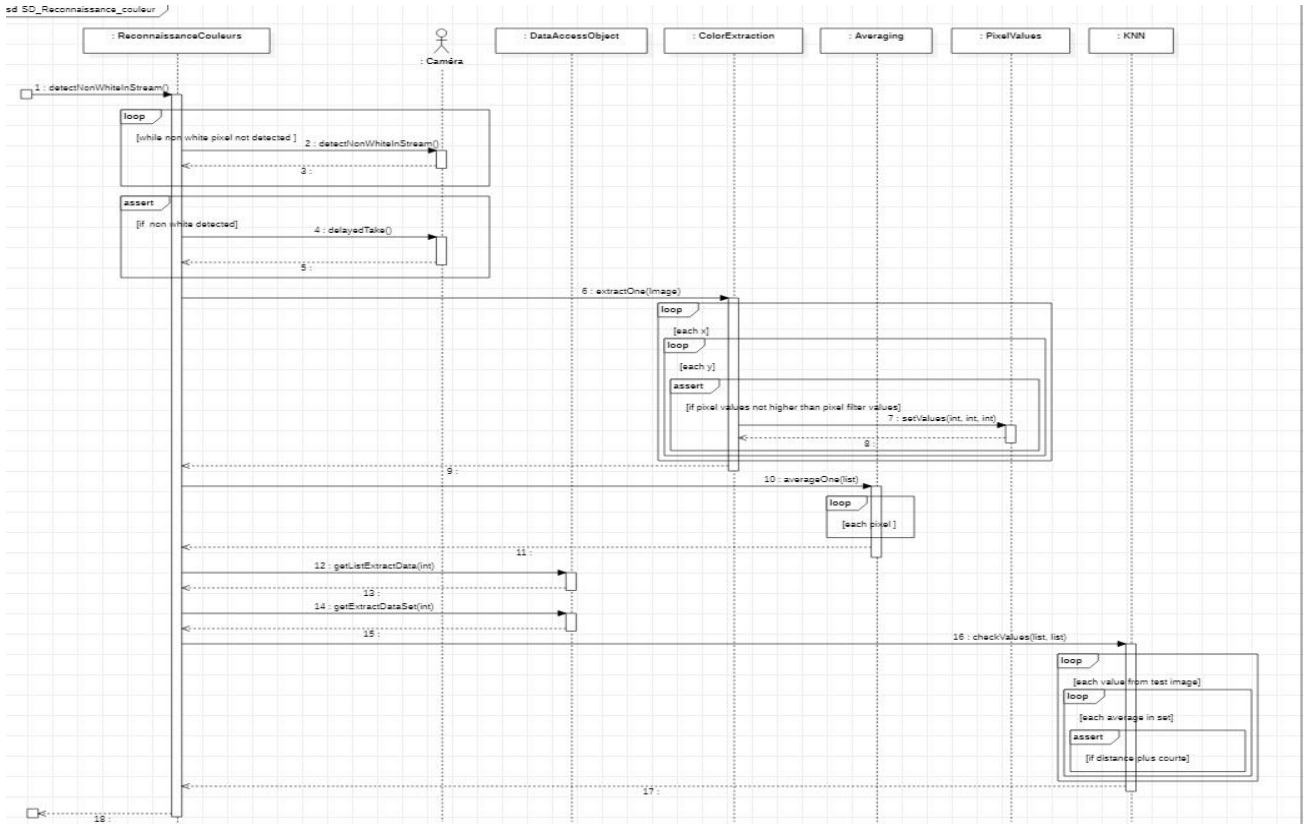 sd SD_Reconnaissance_couleur
: ReconnaissanceCouleurs
: Caméra
: DataAccessObject
: ColorExtraction
: Averaging
: PixelValues
: KNN
1 : detectNonWhiteInStream()
loop
[while non white pixel not detected ]
2 : detectNonWhiteInStream()
3 :
assert
[if non white detected]
4 : delayedTake()
5 :
6 : extractOne(Image)
loop
[each x]
loop
[each y]
assert
[if pixel values not higher than pixel filter values]
7 : setValues(int, int, int)
8 :
9 :
10 : averageOne(list)
loop
[each pixel ]
11 :
12 : getListExtractData(int)
13 :
14 : getExtractDataSet(int)
15 :
16 : checkValues(list, list)
loop
[each value from test image]
loop
[each average in set]
assert
[if distance plus courte]
17 :
18 :